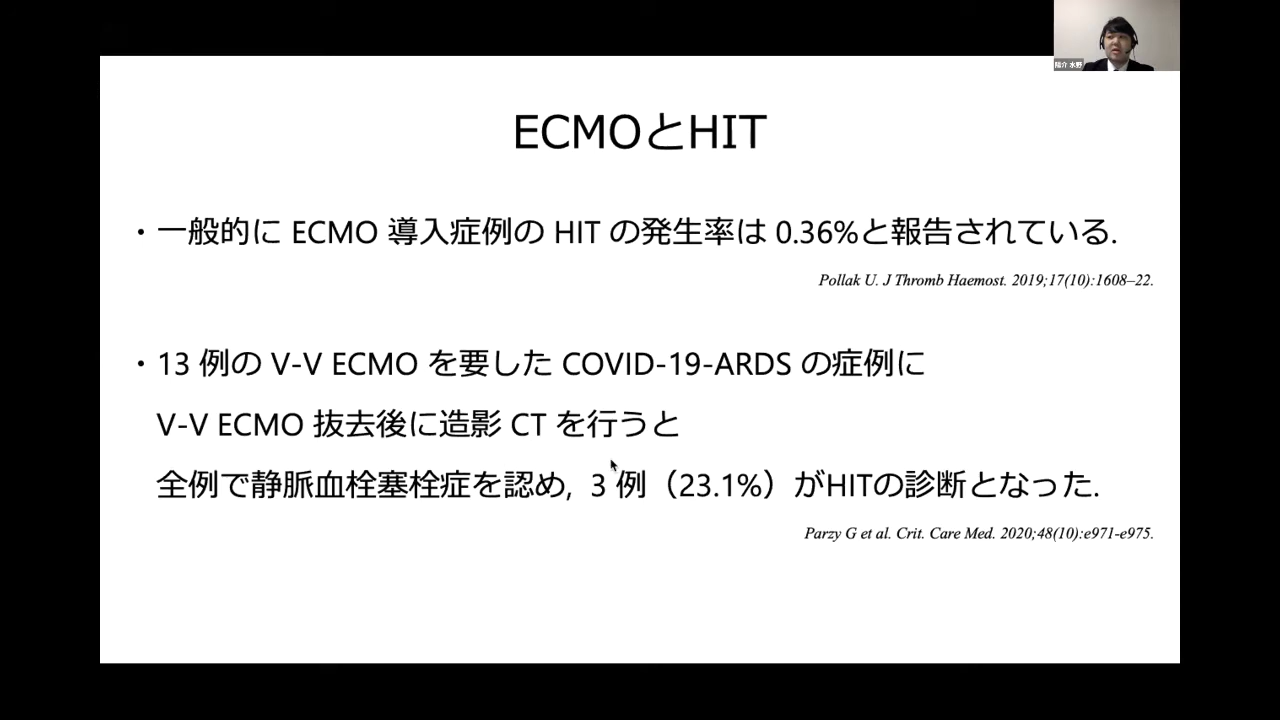 陽介 水野
ECMOとHIT
・一般的に ECMO 導入症例の HIT の発生率は 0.36%と報告されている.
Pollak U. J Thromb Haemost. 2019;17(10):1608–22.
・13 例の V-V ECMO を要した COVID-19-ARDS の症例に
V-V ECMO 抜去後に造影 CT を行うと
全例で静脈血栓塞栓症を認め, 3 例（23.1%）がHITの診断となった.
Parzy G et al. Crit. Care Med. 2020;48(10):e971-e975.